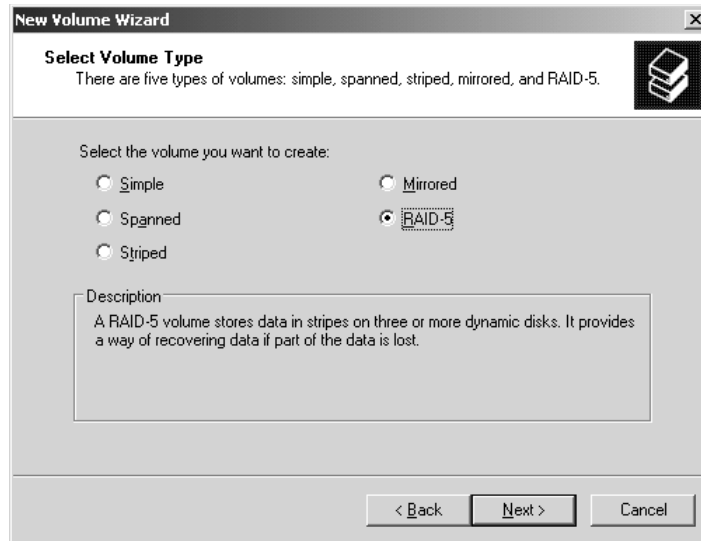 New Volume Wizard
Select Volume Type
There are five types of volumes: simple, spanned, striped, mirrored, and RAID-5.
Select the volume you want to create:
Simple
Mirrored
Spanned
RAID-5
Striped
Description
A RAID-5 volume stores data in stripes on three or more dynamic disks. It provides
a way of recovering data if part of the data is lost.
< Back
Next >
Cancel